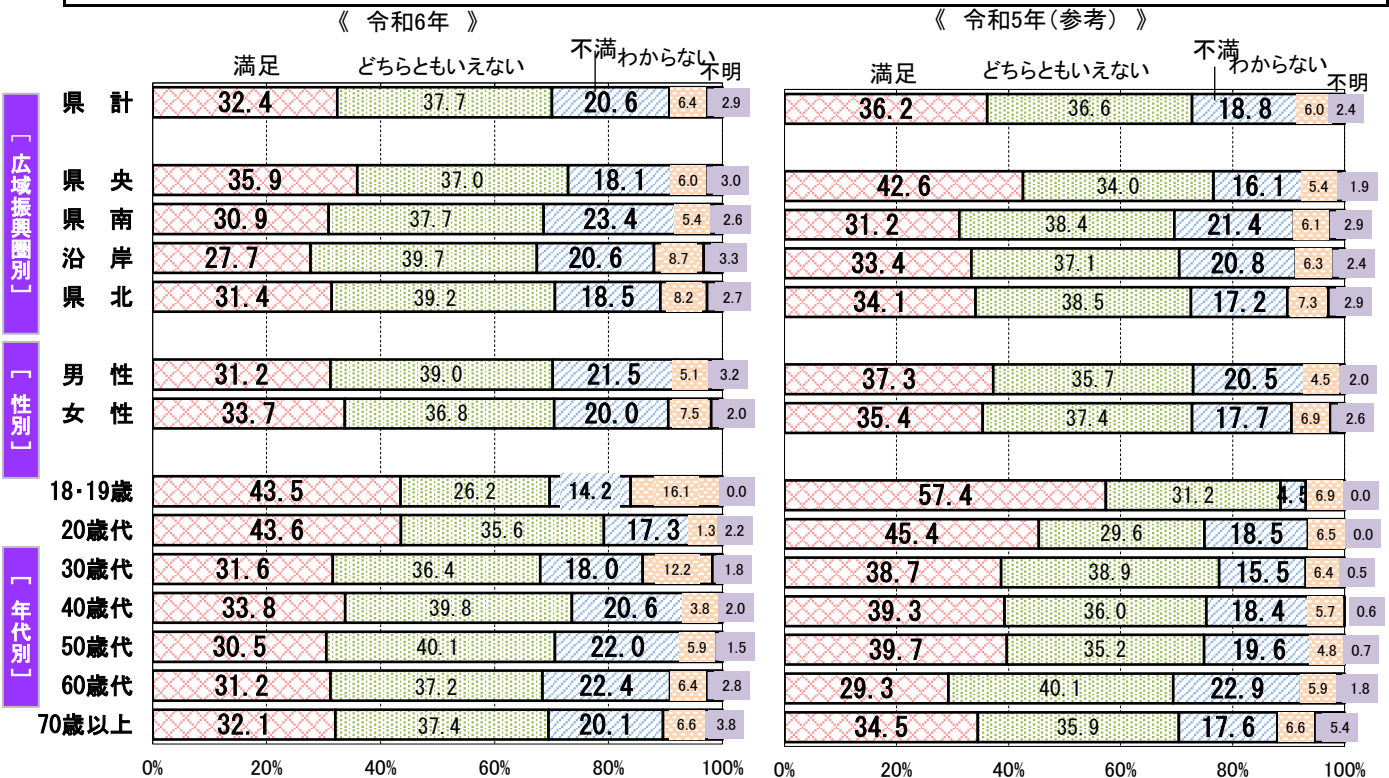 《 令和6年 》
《 令和5年(参考) 》
満足 どちらともいえない 不満 わからない 不明
満足 どちらともいえない 不満 わからない 不明
[広域振興圏別]
県 計 32.4 37.7 20.6 6.4 2.9 36.2 36.6 18.8 6.0 2.4
県 央 35.9 37.0 18.1 6.0 3.0 42.6 34.0 16.1 5.4 1.9
県 南 30.9 37.7 23.4 5.4 2.6 31.2 38.4 21.4 6.1 2.9
沿 岸 27.7 39.7 20.6 8.7 3.3 33.4 37.1 20.8 6.3 2.4
県 北 31.4 39.2 18.5 8.2 2.7 34.1 38.5 17.2 7.3 2.9
[性別]
男 性 31.2 39.0 21.5 5.1 3.2 37.3 35.7 20.5 4.5 2.0
女 性 33.7 36.8 20.0 7.5 2.0 35.4 37.4 17.7 6.9 2.6
18・19歳 43.5 26.2 14.2 16.1 0.0 57.4 31.2 4.5 6.9 0.0
20歳代 43.6 35.6 17.3 1.3 2.2 45.4 29.6 18.5 6.5 0.0
[年代別]
30歳代 31.6 36.4 18.0 12.2 1.8 38.7 38.9 15.5 6.4 0.5
40歳代 33.8 39.8 20.6 3.8 2.0 39.3 36.0 18.4 5.7 0.6
50歳代 30.5 40.1 22.0 5.9 1.5 39.7 35.2 19.6 4.8 0.7
60歳代 31.2 37.2 22.4 6.4 2.8 29.3 40.1 22.9 5.9 1.8
70歳以上 32.1 37.4 20.1 6.6 3.8 34.5 35.9 17.6 6.6 5.4
0% 20% 40% 60% 80% 100% 0% 20% 40% 60% 80% 100%